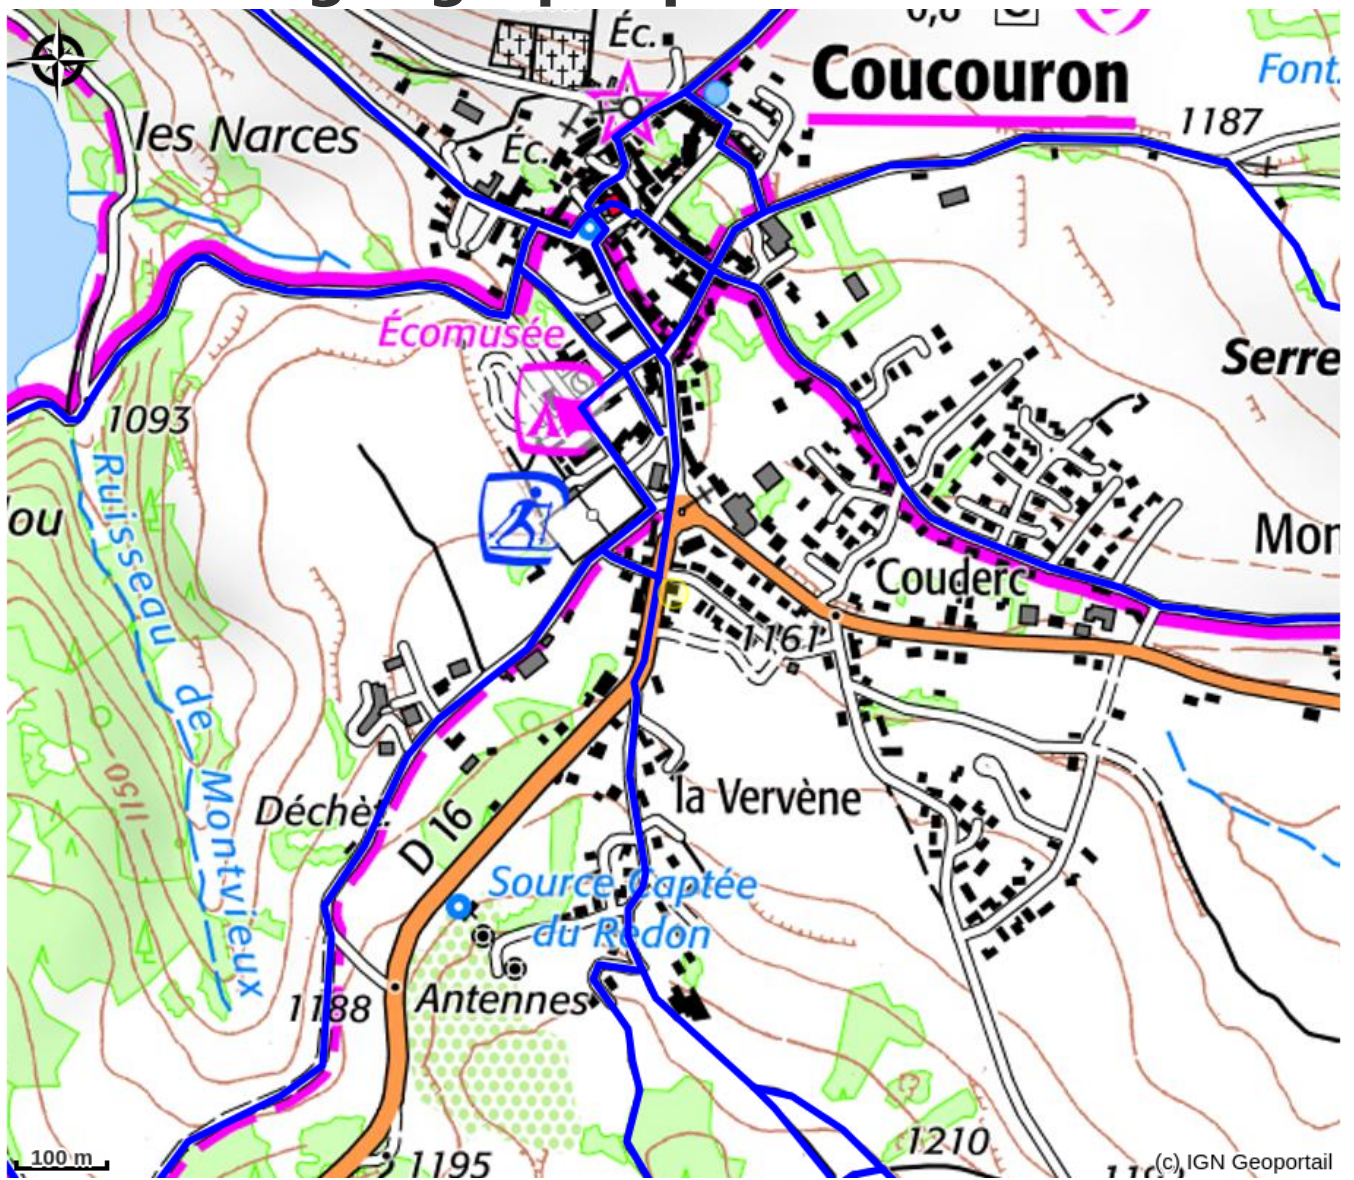 Éc.
Coucouron
Font.
les Narces
1187
Éc.
Écomusée
Serre
1093
Ruisseau de Montvieux
lou
Mon
Couderc
1161
1150
la Vervène
Déchèt.
D 16
Source Captée
du Redon
Antennes
1188
1210
1195
100 m
(c) IGN Geoportail